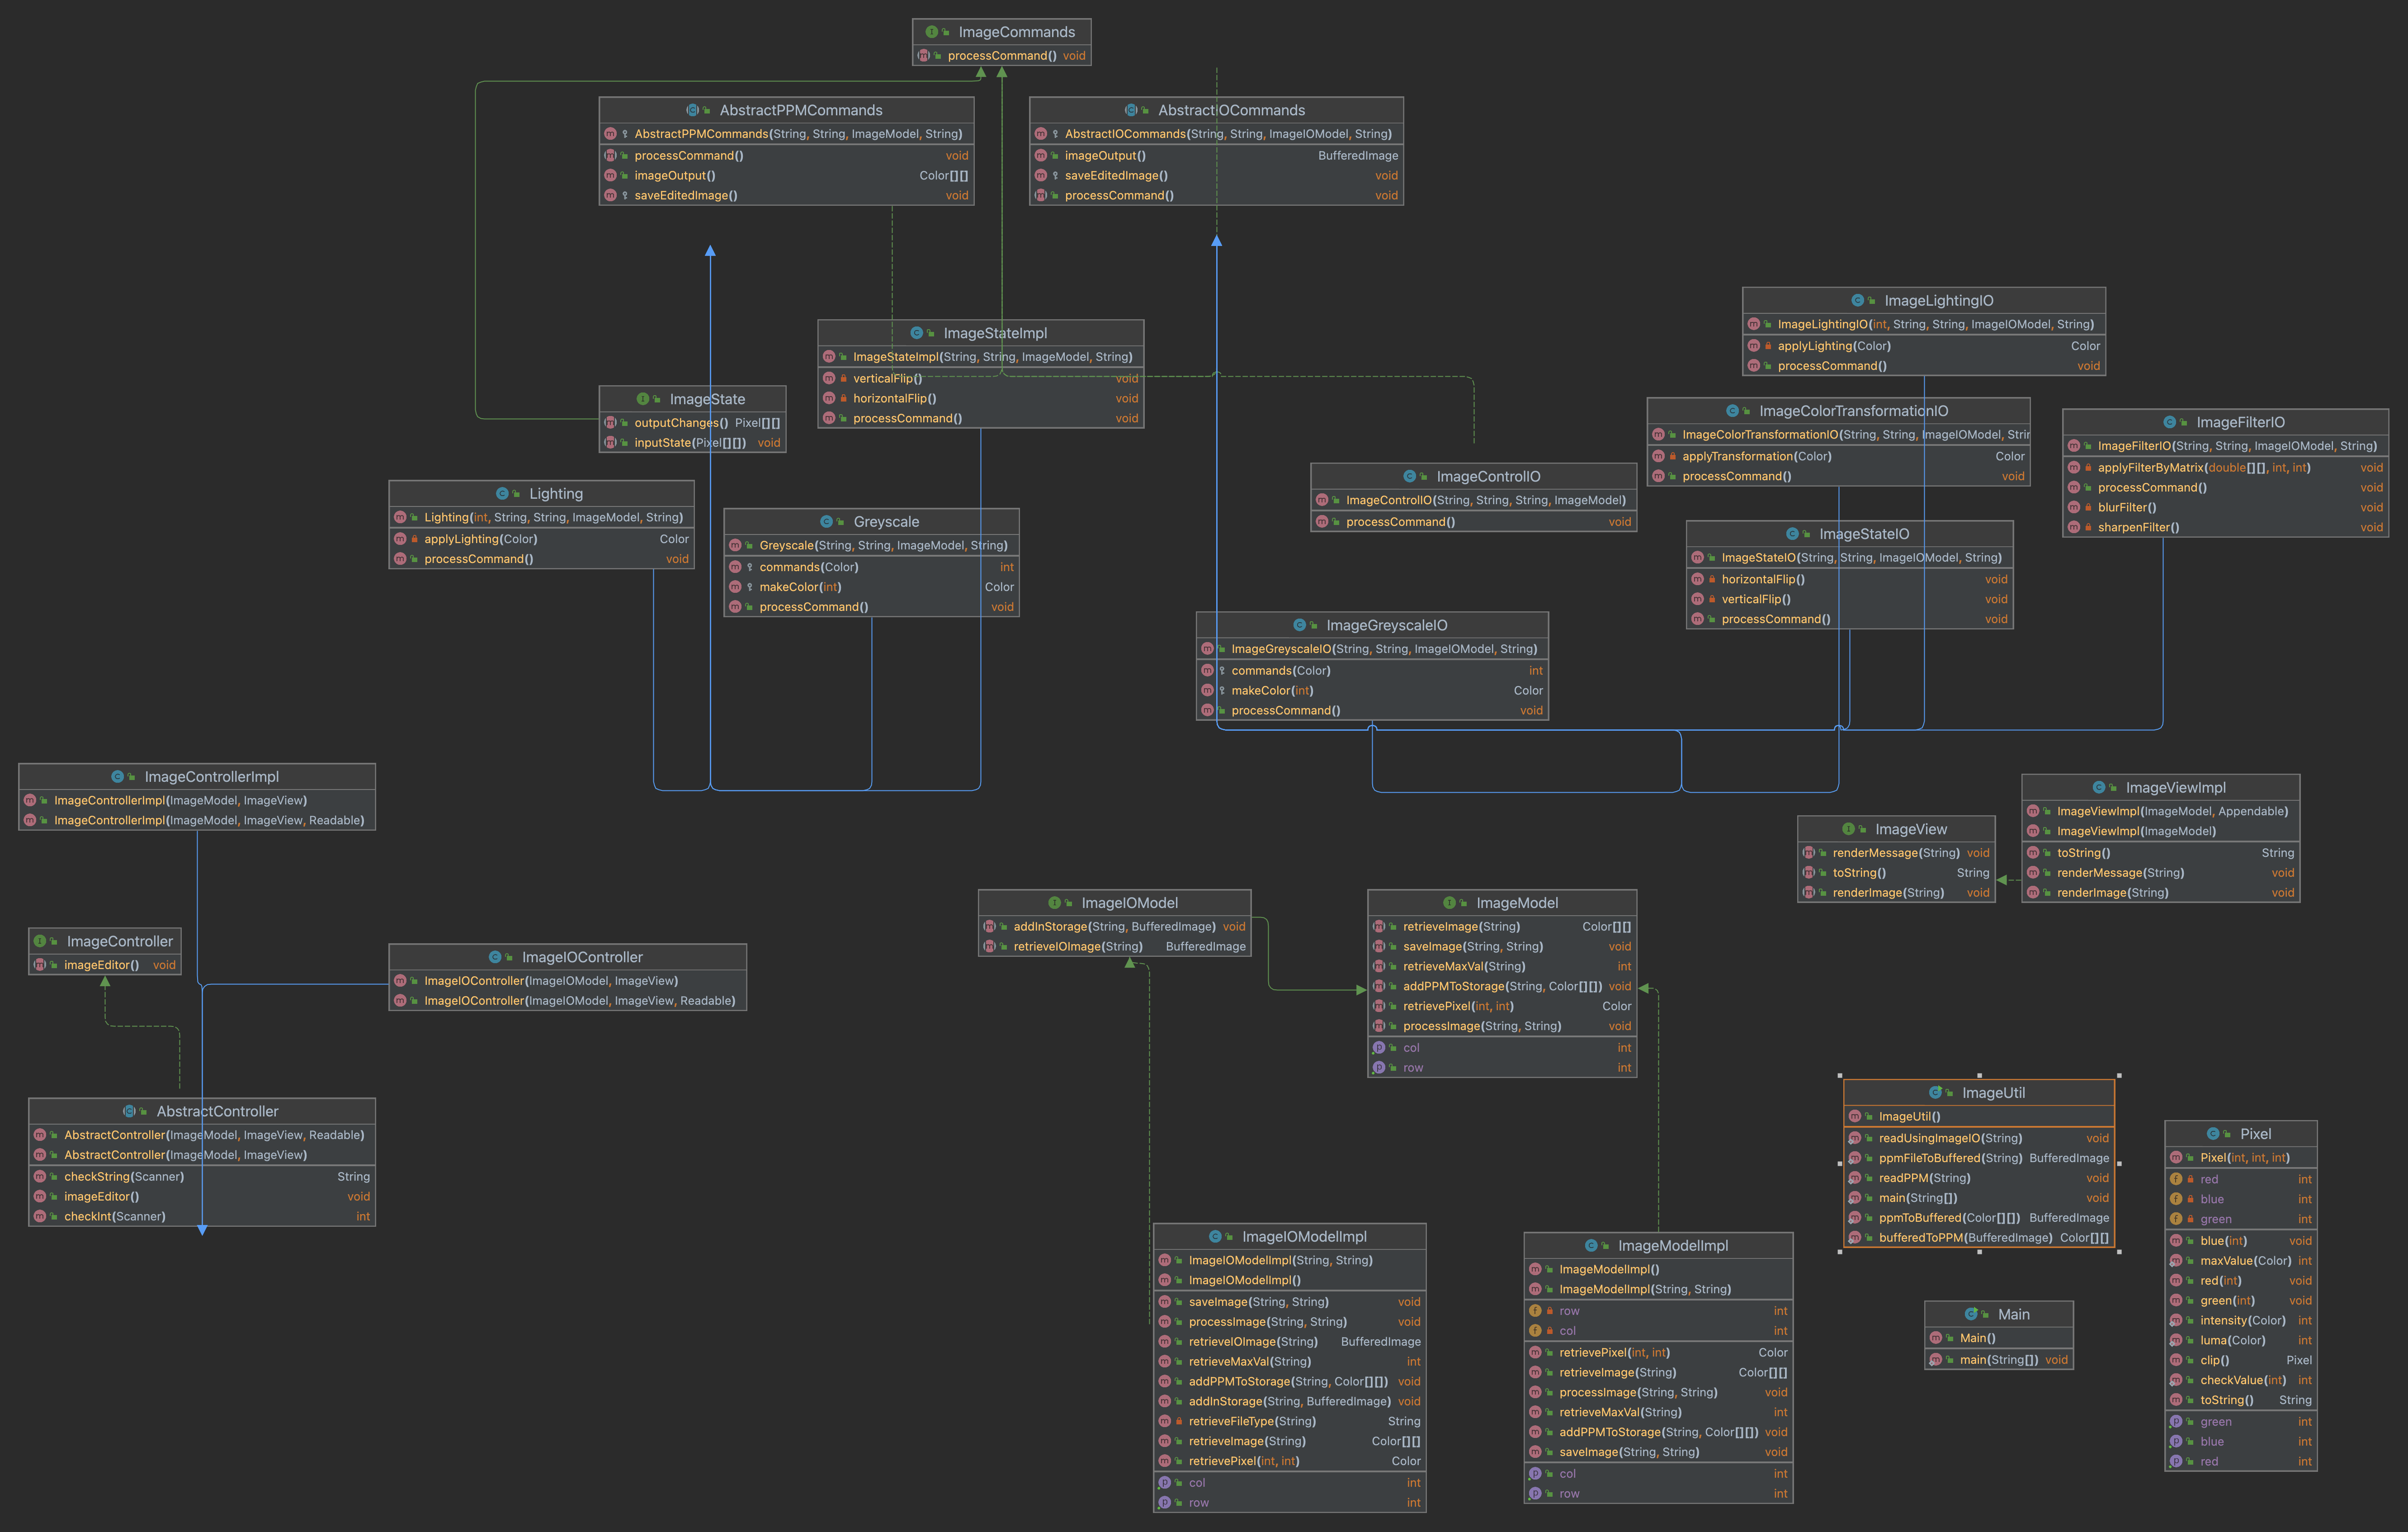 ImageCommands
processCommand() void
AbstractPPMCommands
AbstractPPMCommands(String, String, ImageModel, String)
processCommand() void
imageOutput() Color[][]
saveEditedImage() void
AbstractIOCommands
AbstractIOCommands(String, String, ImageIOModel, String)
imageOutput() BufferedImage
saveEditedImage() void
processCommand() void
ImageStateImpl
ImageStateImpl(String, String, ImageModel, String)
verticalFlip() void
horizontalFlip() void
processCommand() void
ImageState
outputChanges() Pixel[][]
inputState(Pixel[][]) void
Lighting
Lighting(int, String, String, ImageModel, String)
applyLighting(Color) Color
processCommand() void
Greyscale
Greyscale(String, String, ImageModel, String)
commands(Color) int
makeColor(int) Color
processCommand() void
ImageLightingIO
ImageLightingIO(int, String, String, ImageIOModel, String)
applyLighting(Color) Color
processCommand() void
ImageColorTransformationIO
ImageColorTransformationIO(String, String, ImageIOModel, Strin
applyTransformation(Color) Color
processCommand() void
ImageFilterIO
ImageFilterIO(String, String, ImageIOModel, String)
applyFilterByMatrix(double[][], int, int) void
processCommand() void
blurFilter() void
sharpenFilter() void
ImageControlIO
ImageControlIO(String, String, String, ImageModel)
processCommand() void
ImageStateIO
ImageStateIO(String, String, ImageIOModel, String)
horizontalFlip() void
verticalFlip() void
processCommand() void
ImageGreyscaleIO
ImageGreyscaleIO(String, String, ImageIOModel, String)
commands(Color) int
makeColor(int) Color
processCommand() void
ImageControllerImpl
ImageControllerImpl(ImageModel, ImageView)
ImageControllerImpl(ImageModel, ImageView, Readable)
ImageController
imageEditor() void
ImageIOController
ImageIOController(ImageIOModel, ImageView)
ImageIOController(ImageIOModel, ImageView, Readable)
AbstractController
AbstractController(ImageModel, ImageView, Readable)
AbstractController(ImageModel, ImageView)
checkString(Scanner) String
imageEditor() void
checkInt(Scanner) int
ImageView
renderMessage(String) void
toString() String
renderImage(String) void
ImageViewImpl
ImageViewImpl(ImageModel, Appendable)
ImageViewImpl(ImageModel)
toString() String
renderMessage(String) void
renderImage(String) void
ImageIOModel
addInStorage(String, BufferedImage) void
retrieveIOImage(String) BufferedImage
ImageModel
retrieveImage(String) Color[][]
saveImage(String, String) void
retrieveMaxVal(String) int
addPPMToStorage(String, Color[][]) void
retrievePixel(int, int) Color
processImage(String, String) void
col int
row int
ImageIOModelImpl
ImageIOModelImpl(String, String)
ImageIOModelImpl()
saveImage(String, String) void
processImage(String, String) void
retrieveIOImage(String) BufferedImage
retrieveMaxVal(String) int
addPPMToStorage(String, Color[][]) void
addInStorage(String, BufferedImage) void
retrieveFileType(String) String
retrieveImage(String) Color[][]
retrievePixel(int, int) Color
col int
row int
ImageModelImpl
ImageModelImpl()
ImageModelImpl(String, String)
row int
col int
retrievePixel(int, int) Color
retrieveImage(String) Color[][]
processImage(String, String) void
retrieveMaxVal(String) int
addPPMToStorage(String, Color[][]) void
saveImage(String, String) void
col int
row int
ImageUtil
ImageUtil()
readUsingImageIO(String) void
ppmFileToBuffered(String) BufferedImage
readPPM(String) void
main(String[]) void
ppmToBuffered(Color[][]) BufferedImage
bufferedToPPM(BufferedImage) Color[][]
Main
Main()
main(String[]) void
Pixel
Pixel(int, int, int)
red int
blue int
green int
blue(int) void
maxValue(Color) int
red(int) void
green(int) void
intensity(Color) int
luma(Color) int
clip() Pixel
checkValue(int) int
toString() String
green int
blue int
red int